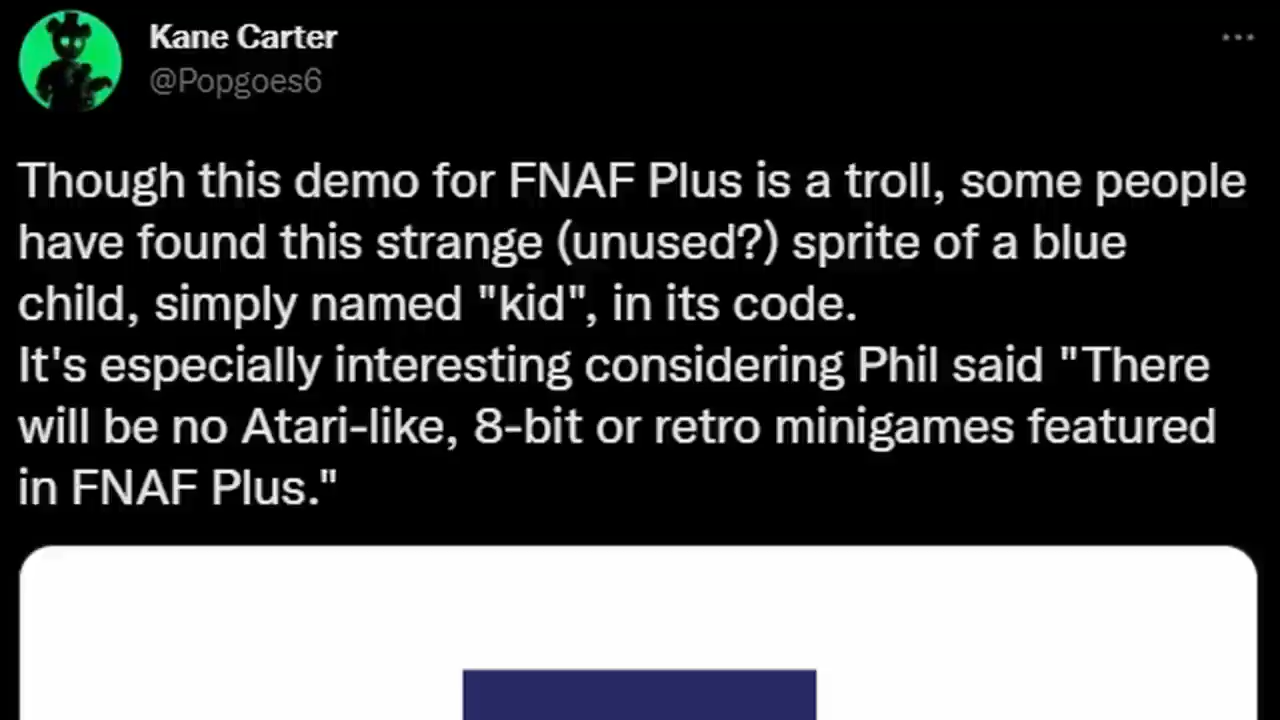 Kane Carter
@Popgoes6
Though this demo for FNAF Plus is a troll, some people
have found this strange (unused?) sprite of a blue
child, simply named "kid", in its code.
It's especially interesting considering Phil said "There
will be no Atari-like, 8-bit or retro minigames featured
in FNAF Plus."